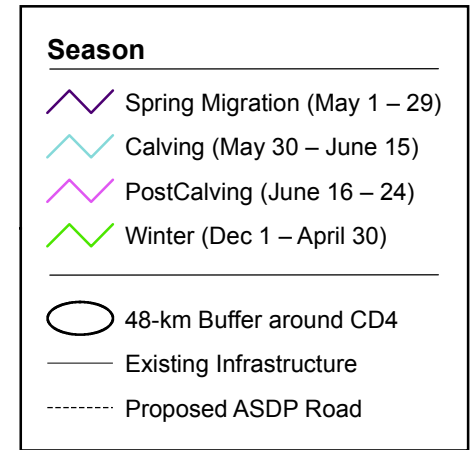 Season
Spring Migration (May 1 – 29)
Calving (May 30 – June 15)
PostCalving (June 16 – 24)
Winter (Dec 1 – April 30)
48-km Buffer around CD4
Existing Infrastructure
Proposed ASDP Road